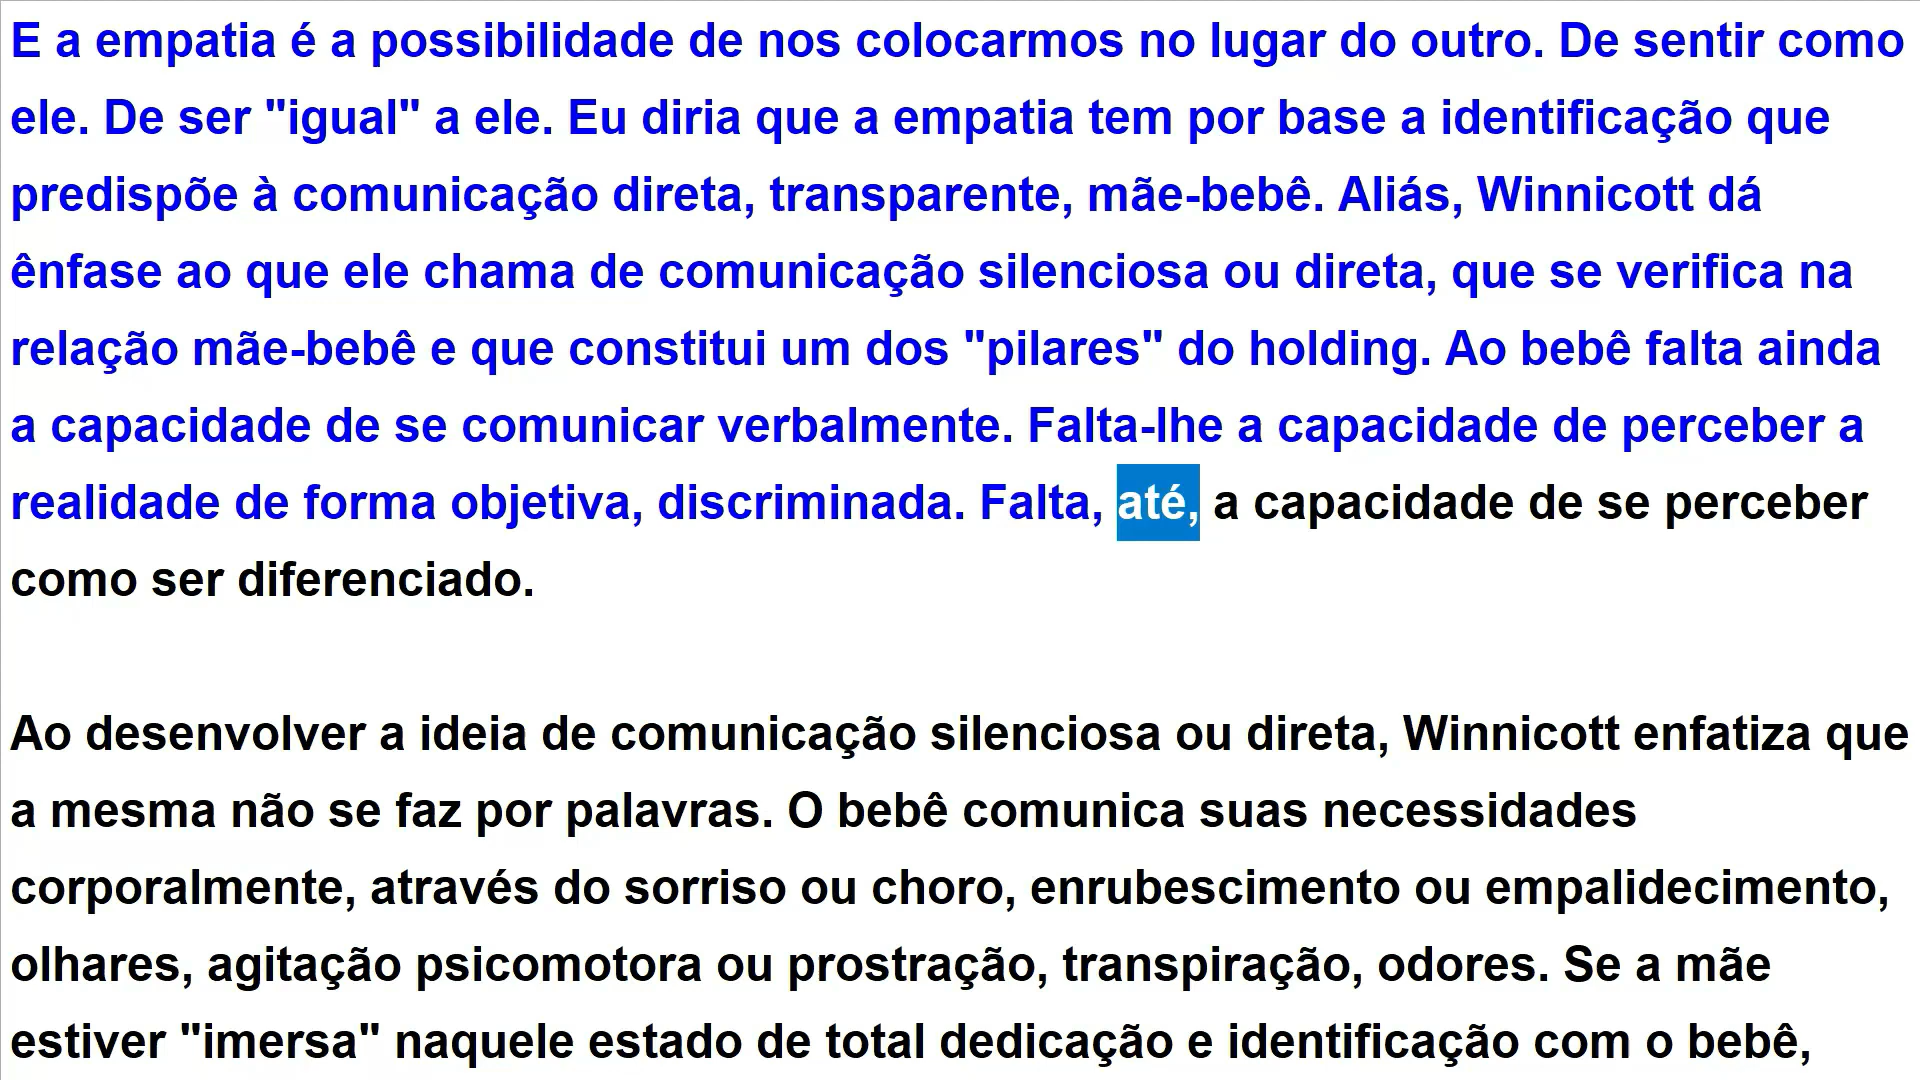 E a empatia é a possibilidade de nos colocarmos no lugar do outro. De sentir como
ele. De ser "igual" a ele. Eu diria que a empatia tem por base a identificação que
predispõe à comunicação direta, transparente, mãe-bebê. Aliás, Winnicott dá
ênfase ao que ele chama de comunicação silenciosa ou direta, que se verifica na
relação mãe-bebê e que constitui um dos "pilares" do holding. Ao bebê falta ainda
a capacidade de se comunicar verbalmente. Falta-lhe a capacidade de perceber a
realidade de forma objetiva, discriminada. Falta, até, a capacidade de se perceber
como ser diferenciado.
Ao desenvolver a ideia de comunicação silenciosa ou direta, Winnicott enfatiza que
a mesma não se faz por palavras. O bebê comunica suas necessidades
corporalmente, através do sorriso ou choro, enrubescimento ou empalidecimento,
olhares, agitação psicomotora ou prostração, transpiração, odores. Se a mãe
estiver "imersa" naquele estado de total dedicação e identificação com o bebê,